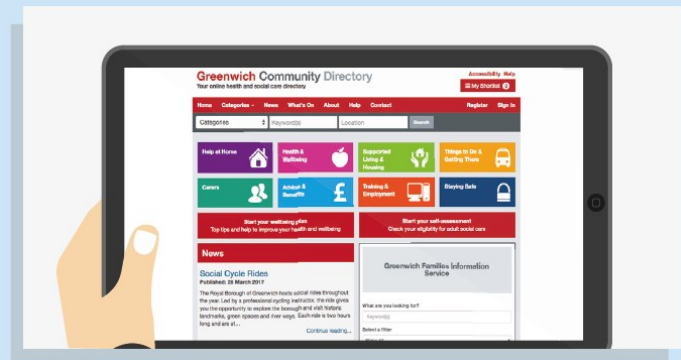 Greenwich Community Directory
Your online health and social care directory
Accessibility Help
My Shortlist 0
Home Categories News What's On About Help Contact Register Sign In
Categories Keyword(s) Location Search
Help at Home
Health &
Wellbeing
Supported
Living &
Housing
Things to Do &
Getting There
Carers
Advice &
Benefits
£
Training &
Employment
Staying Safe
Start your wellbeing plan
Top tips and help to improve your health and wellbeing
Start your self-assessment
Check your eligibility for adult social care
News
Social Cycle Rides
Published: 28 March 2017
The Royal Borough of Greenwich hosts social rides throughout
the year. Led by a professional cycling instructor, the ride gives
you the opportunity to explore the borough and visit historic
landmarks, green spaces and river ways. Each ride is two hours
long and are at...
Continue reading...
Greenwich Families Information
Service
What are you looking for?
Keyword(s)
Select a filter